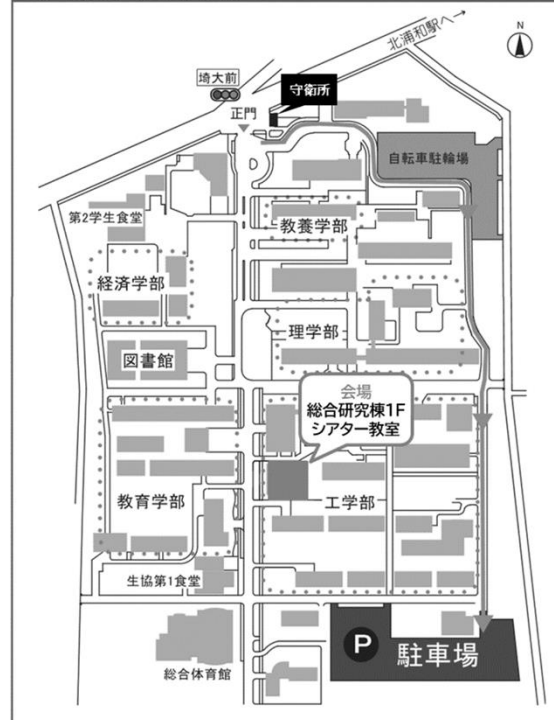 北浦和駅へ→
N
埼大前
守衛所
正門
自転車駐輪場
第2学生食堂
教養学部
経済学部
理学部
図書館
会場
総合研究棟1F
シアター教室
教育学部
工学部
生協第1食堂
総合体育館
P
駐車場